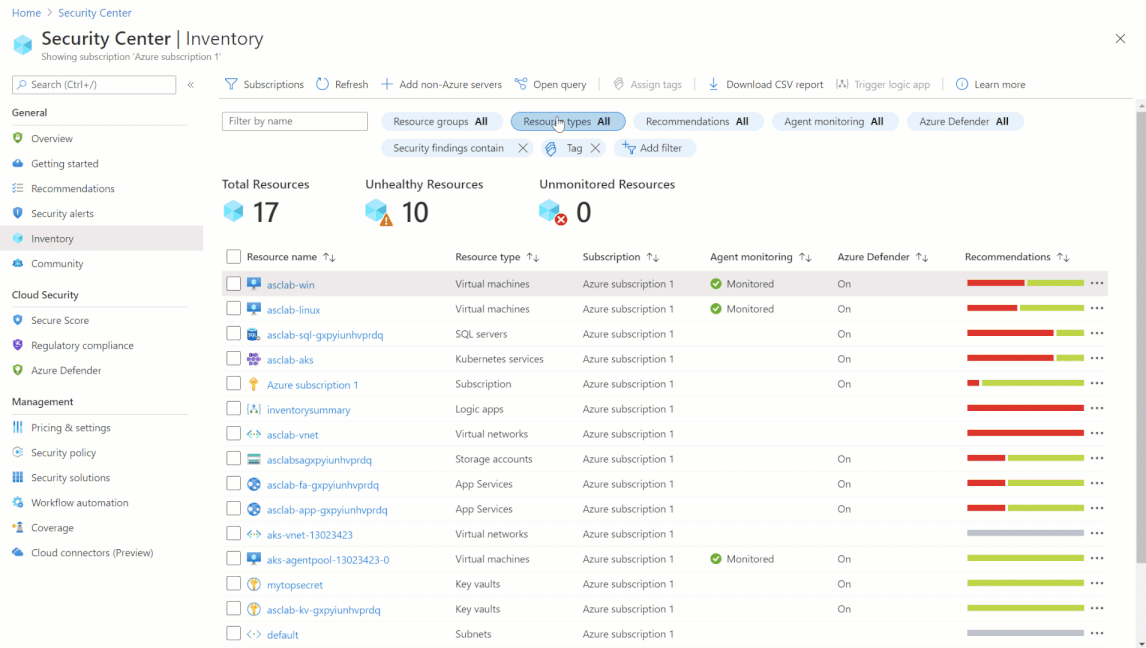 Home > Security Center
Security Center | Inventory
Showing subscription 'Azure subscription 1'
Search (Ctrl+/)
«
General
Overview
Getting started
Recommendations
Security alerts
Inventory
Community
Cloud Security
Secure Score
Regulatory compliance
Azure Defender
Management
Pricing & settings
Security policy
Security solutions
Workflow automation
Coverage
Cloud connectors (Preview)
Subscriptions Refresh Add non-Azure servers Open query Assign tags Download CSV report Trigger logic app Learn more
Filter by name Resource groups All Resource types All Recommendations All Agent monitoring All Azure Defender All
Security findings contain Tag Add filter
Total Resources Unhealthy Resources Unmonitored Resources
17 10 0
Resource name Resource type Subscription Agent monitoring Azure Defender Recommendations
asclab-win Virtual machines Azure subscription 1 Monitored On
asclab-linux Virtual machines Azure subscription 1 Monitored On
asclab-sql-gxpyiunhvprdq SQL servers Azure subscription 1 On
asclab-aks Kubernetes services Azure subscription 1 On
Azure subscription 1 Subscription Azure subscription 1 On
inventorysummary Logic apps Azure subscription 1
asclab-vnet Virtual networks Azure subscription 1
asclabsagxpyiunhvprdq Storage accounts Azure subscription 1 On
asclab-fa-gxpyiunhvprdq App Services Azure subscription 1 On
asclab-app-gxpyiunhvprdq App Services Azure subscription 1 On
aks-vnet-13023423 Virtual networks Azure subscription 1
aks-agentpool-13023423-0 Virtual machines Azure subscription 1 Monitored On
mytopsecret Key vaults Azure subscription 1 On
asclab-kv-gxpyiunhvprdq Key vaults Azure subscription 1 On
default Subnets Azure subscription 1